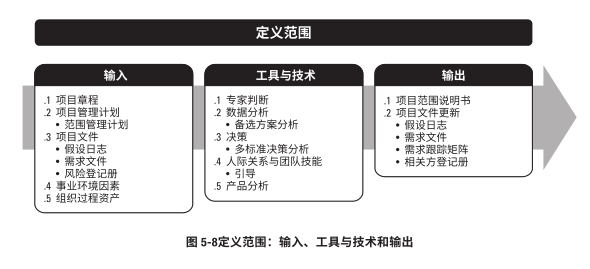 定义范围
输入
.1 项目章程
.2 项目管理计划
• 范围管理计划
.3 项目文件
• 假设日志
• 需求文件
• 风险登记册
.4 事业环境因素
.5 组织过程资产
工具与技术
.1 专家判断
.2 数据分析
• 备选方案分析
.3 决策
• 多标准决策分析
.4 人际关系与团队技能
• 引导
.5 产品分析
输出
.1 项目范围说明书
.2 项目文件更新
• 假设日志
• 需求文件
• 需求跟踪矩阵
• 相关方登记册
图 5-8定义范围：输入、工具与技术和输出